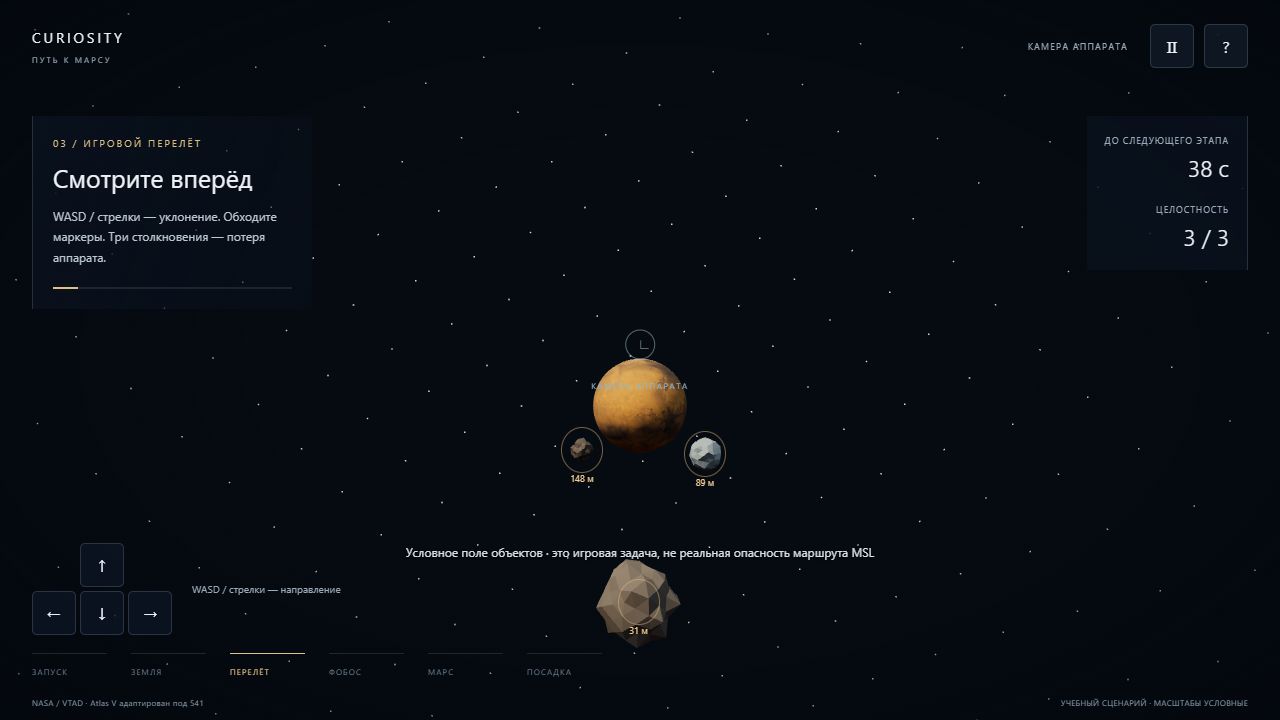 CURIOSITY
ПУТЬ К МАРСУ
КАМЕРА АППАРАТА
II
?
03 / ИГРОВОЙ ПЕРЕЛЁТ
Смотрите вперёд
WASD / стрелки — уклонение. Обходите
маркеры. Три столкновения — потеря
аппарата.
ДО СЛЕДУЮЩЕГО ЭТАПА
38 с
ЦЕЛОСТНОСТЬ
3 / 3
КАМЕРА АППАРАТА
148 м
89 м
Условное поле объектов · это игровая задача, не реальная опасность маршрута MSL
31 м
↑
← ↓ →
WASD / стрелки — направление
ЗАПУСК
ЗЕМЛЯ
ПЕРЕЛЁТ
ФОБОС
МАРС
ПОСАДКА
NASA / VTAD · Atlas V адаптирован под 541
УЧЕБНЫЙ СЦЕНАРИЙ · МАСШТАБЫ УСЛОВНЫЕ